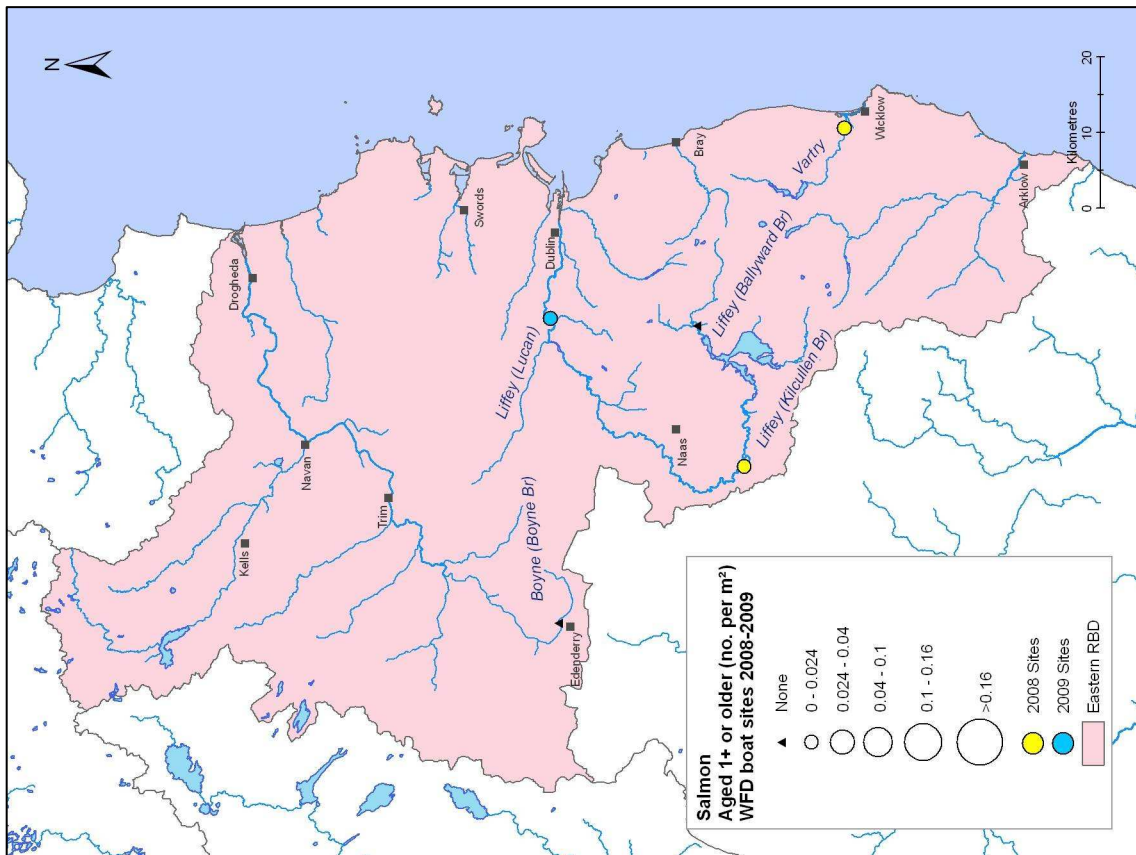 N
Drogheda
Kells
Navan
Trim
Swords
Dublin
Liffey (Lucan)
Boyne (Boyne Br)
Edenderry
Naas
Bray
Liffey (Ballyward Br)
Liffey (Kilcullen Br)
Vartry
Wicklow
Arklow
Salmon
Aged 1+ or older (no. per m²)
WFD boat sites 2008-2009
None
0 - 0.024
0.024 - 0.04
0.04 - 0.1
0.1 - 0.16
>0.16
2008 Sites
2009 Sites
Eastern RBD
0 10 20
Kilometres